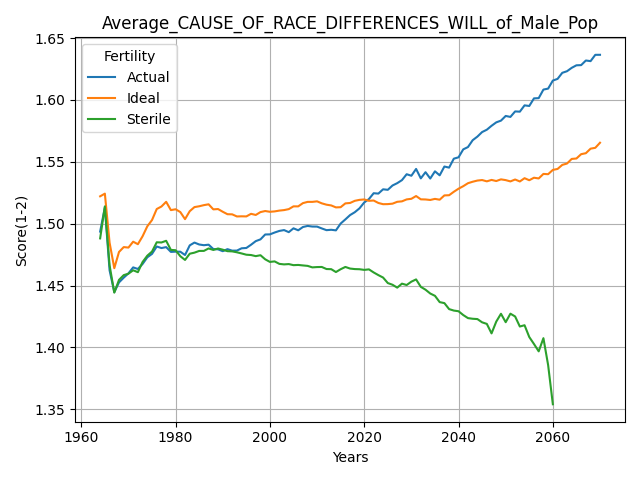 Average_CAUSE_OF_RACE_DIFFERENCES_WILL_of_Male_Pop
Fertility
Actual
Ideal
Sterile
Score(1-2)
1.65
1.60
1.55
1.50
1.45
1.40
1.35
1960
1980
2000
2020
2040
2060
Years